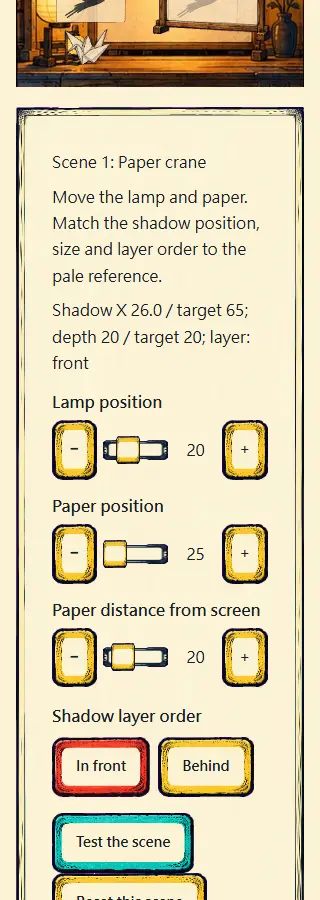 Scene 1: Paper crane
Move the lamp and paper.
Match the shadow position,
size and layer order to the
pale reference.
Shadow X 26.0 / target 65;
depth 20 / target 20; layer:
front
Lamp position
- 20 +
Paper position
- 25 +
Paper distance from screen
- 20 +
Shadow layer order
In front Behind
Test the scene